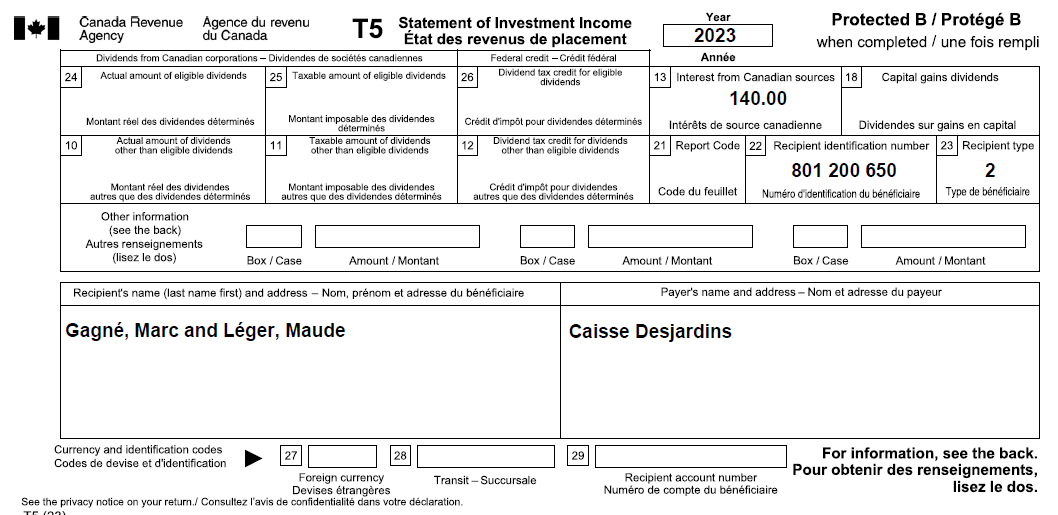 Canada Revenue Agency
Agence du revenu du Canada
T5
Statement of Investment Income
État des revenus de placement
Year
2023
Année
Protected B / Protégé B
when completed / une fois rempli
Dividends from Canadian corporations – Dividendes de sociétés canadiennes
Federal credit – Crédit fédéral
24 Actual amount of eligible dividends
Montant réel des dividendes déterminés
25 Taxable amount of eligible dividends
Montant imposable des dividendes
déterminés
26 Dividend tax credit for eligible
dividends
Crédit d'impôt pour dividendes déterminés
13 Interest from Canadian sources
140.00
Intérêts de source canadienne
18 Capital gains dividends
Dividendes sur gains en capital
10 Actual amount of dividends
other than eligible dividends
Montant réel des dividendes
autres que des dividendes déterminés
11 Taxable amount of dividends
other than eligible dividends
Montant imposable des dividendes
autres que des dividendes déterminés
12 Dividend tax credit for dividends
other than eligible dividends
Crédit d'impôt pour dividendes
autres que des dividendes déterminés
21 Report Code
Code du feuillet
22 Recipient identification number
801 200 650
Numéro d'identification du bénéficiaire
23 Recipient type
2
Type de bénéficiaire
Other information
(see the back)
Autres renseignements
(lisez le dos)
Box / Case
Amount / Montant
Box / Case
Amount / Montant
Box / Case
Amount / Montant
Recipient's name (last name first) and address – Nom, prénom et adresse du bénéficiaire
Gagné, Marc and Léger, Maude
Payer's name and address – Nom et adresse du payeur
Caisse Desjardins
Currency and identification codes
Codes de devise et d'identification
27
Foreign currency
Devises étrangères
28
Transit – Succursale
29
Recipient account number
Numéro de compte du bénéficiaire
For information, see the back.
Pour obtenir des renseignements,
lisez le dos.
See the privacy notice on your return./ Consultez l'avis de confidentialité dans votre déclaration.
T5 (23)